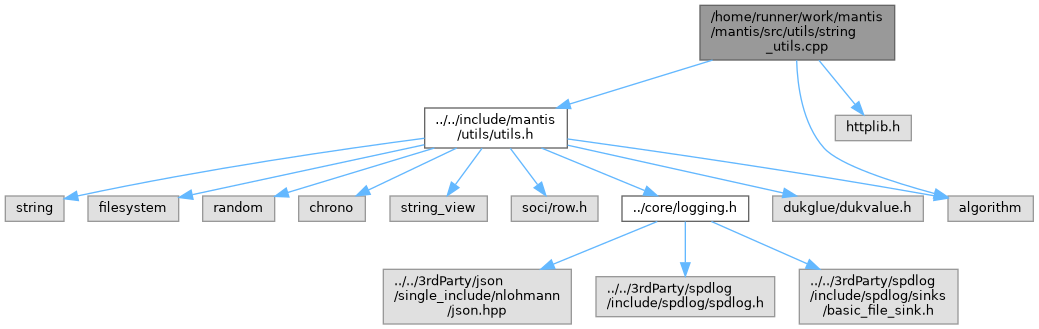 /home/runner/work/mantis
/mantis/src/utils/string
_utils.cpp
../../include/mantis
/utils/utils.h
httplib.h
string
filesystem
random
chrono
string_view
soci/row.h
../core/logging.h
dukglue/dukvalue.h
algorithm
../../3rdParty/json
/single_include/nlohmann
/json.hpp
../../3rdParty/spdlog
/include/spdlog/spdlog.h
../../3rdParty/spdlog
/include/spdlog/sinks
/basic_file_sink.h